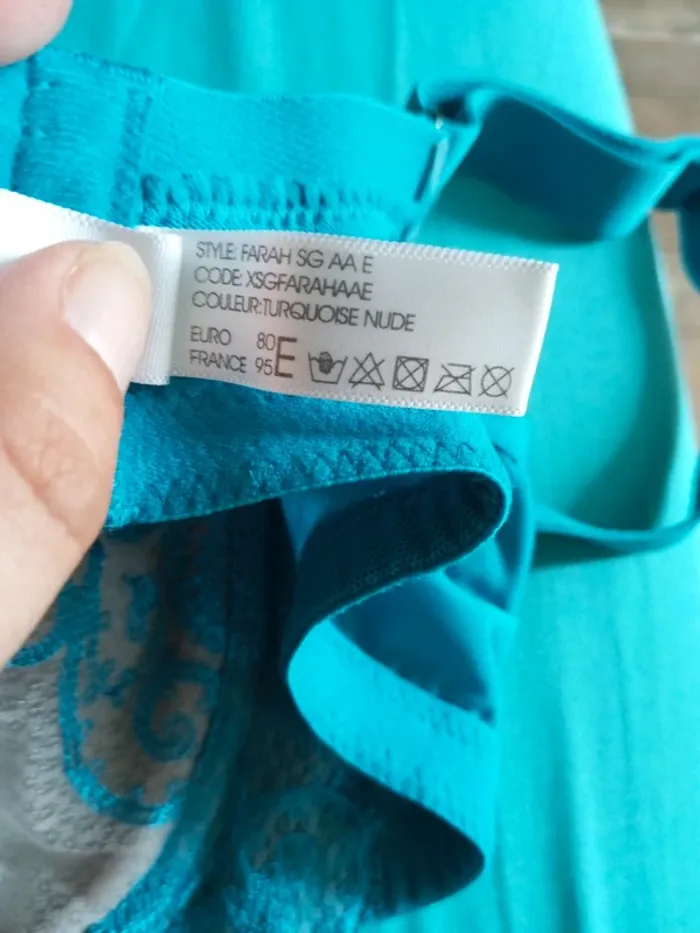 STYLE: FARAH SG AA E
CODE: XSGFARAHAAE
COULEUR:TURQUOISE NUDE
EURO 80
FRANCE 95 E